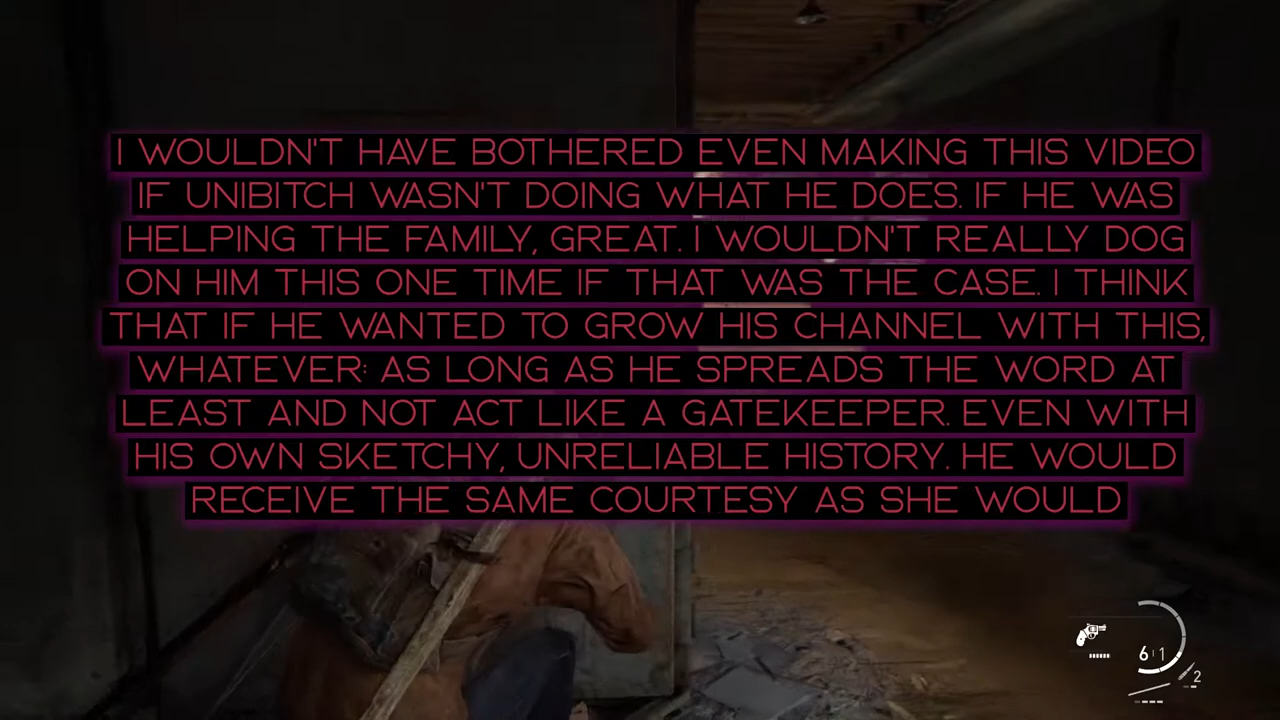 I WOULDN'T HAVE BOTHERED EVEN MAKING THIS VIDEO
IF UNIBITCH WASN'T DOING WHAT HE DOES. IF HE WAS
HELPING THE FAMILY, GREAT. I WOULDN'T REALLY DOG
ON HIM THIS ONE TIME IF THAT WAS THE CASE. I THINK
THAT IF HE WANTED TO GROW HIS CHANNEL WITH THIS,
WHATEVER: AS LONG AS HE SPREADS THE WORD AT
LEAST AND NOT ACT LIKE A GATEKEEPER. EVEN WITH
HIS OWN SKETCHY, UNRELIABLE HISTORY. HE WOULD
RECEIVE THE SAME COURTESY AS SHE WOULD
6 1
2